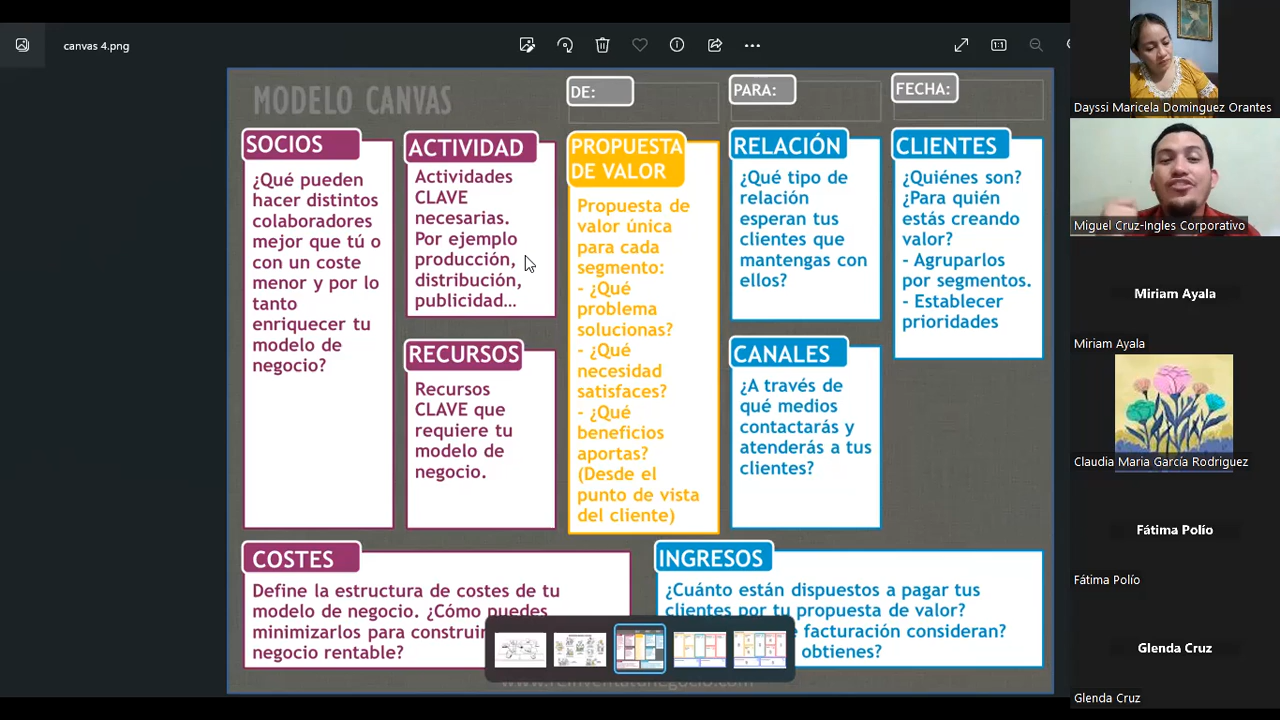 canvas 4.png
MODELO CANVAS
DE:
PARA:
FECHA:
SOCIOS
¿Qué pueden
hacer distintos
colaboradores
mejor que tú o
con un coste
menor y por lo
tanto
enriquecer tu
modelo de
negocio?
ACTIVIDAD
Actividades
CLAVE
necesarias.
Por ejemplo
producción,
distribución,
publicidad...
RECURSOS
Recursos
CLAVE que
requiere tu
modelo de
negocio.
PROPUESTA
DE VALOR
Propuesta de
valor única
para cada
segmento:
- ¿Qué
problema
solucionas?
- ¿Qué
necesidad
satisfaces?
- ¿Qué
beneficios
aportas?
(Desde el
punto de vista
del cliente)
RELACIÓN
¿Qué tipo de
relación
esperan tus
clientes que
mantengas con
ellos?
CANALES
¿A través de
qué medios
contactarás y
atenderás a tus
clientes?
CLIENTES
¿Quiénes son?
¿Para quién
estás creando
valor?
- Agruparlos
por segmentos.
- Establecer
prioridades
COSTES
Define la estructura de costes de tu
modelo de negocio. ¿Cómo puedes
minimizarlos para construir
negocio rentable?
INGRESOS
¿Cuánto están dispuestos a pagar tus
clientes por tu propuesta de valor?
facturación consideran?
obtienes?
1:1
Dayssi Maricela Dominguez Orantes
Miguel Cruz-Ingles Corporativo
Miriam Ayala
Miriam Ayala
Claudia Maria García Rodriguez
Fátima Polío
Fátima Polío
Glenda Cruz
Glenda Cruz